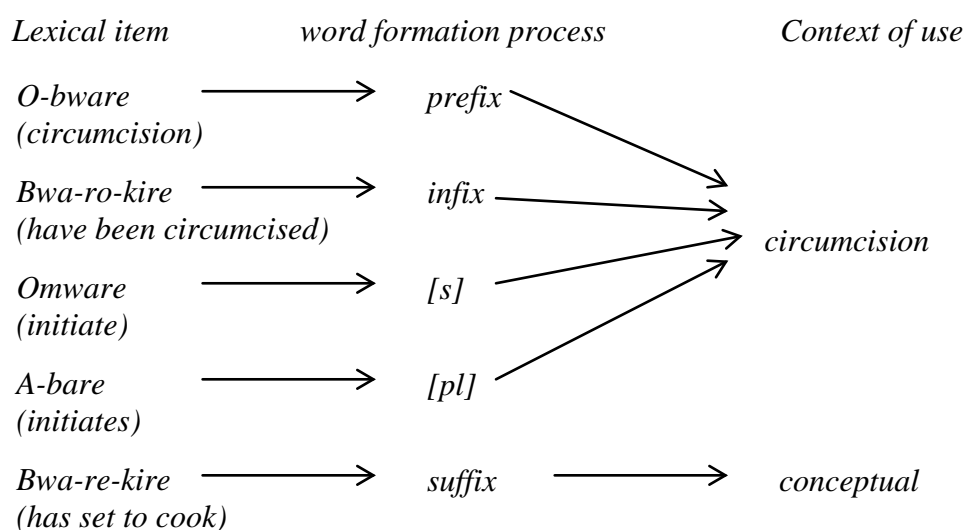 Lexical item word formation process Context of use
O-bware prefix
(circumcision)
Bwa-ro-kire infix
(have been circumcised)
circumcision
Omware [s]
(initiate)
A-bare [pl]
(initiates)
Bwa-re-kire suffix conceptual
(has set to cook)